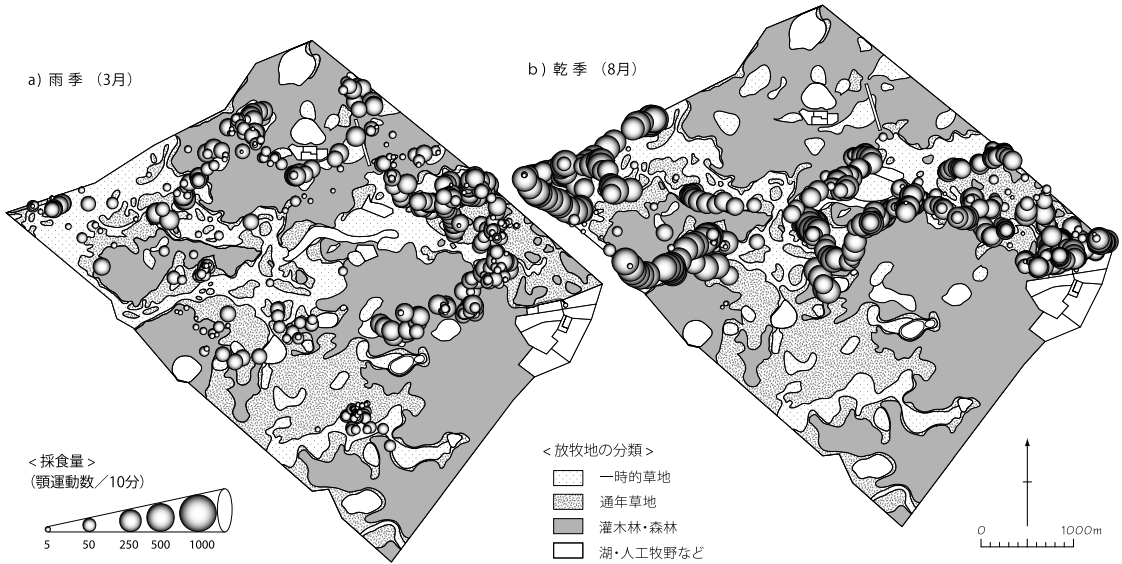 a) 雨 季 （3月）
b) 乾 季 （8月）
< 採食量 >
（顎運動数／10分）
5 50 250 500 1000
< 放牧地の分類 >
一時的草地
通年草地
灌木林・森林
湖・人工牧野など
0 1000m